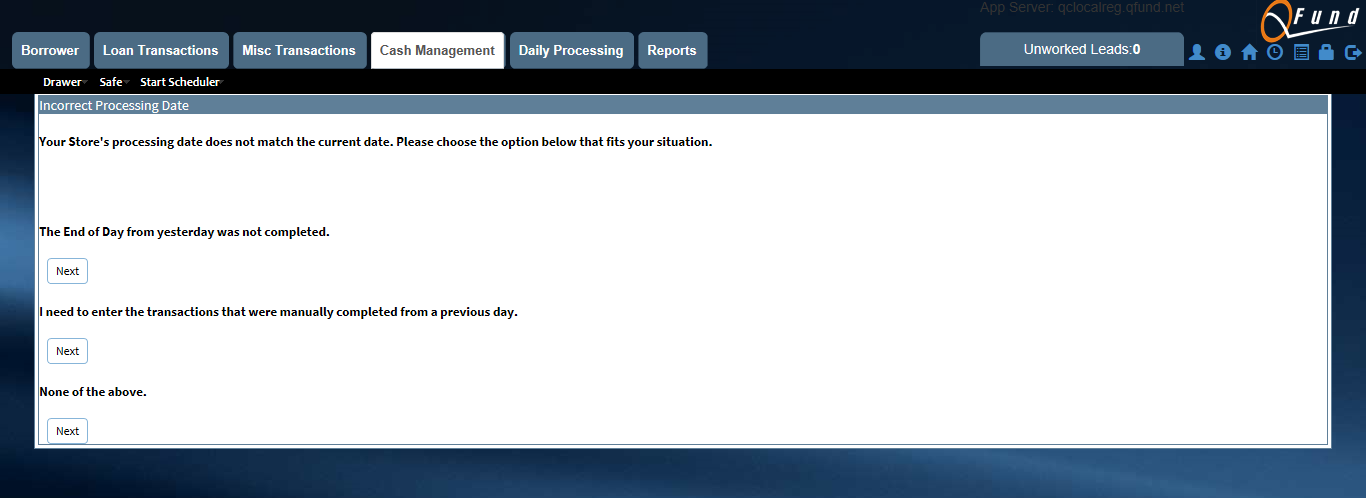 App Server: qclocalreg.qfund.net
QFund
Borrower Loan Transactions Misc Transactions Cash Management Daily Processing Reports Unworked Leads:0
Drawer Safe Start Scheduler
Incorrect Processing Date
Your Store's processing date does not match the current date. Please choose the option below that fits your situation.
The End of Day from yesterday was not completed.
Next
I need to enter the transactions that were manually completed from a previous day.
Next
None of the above.
Next